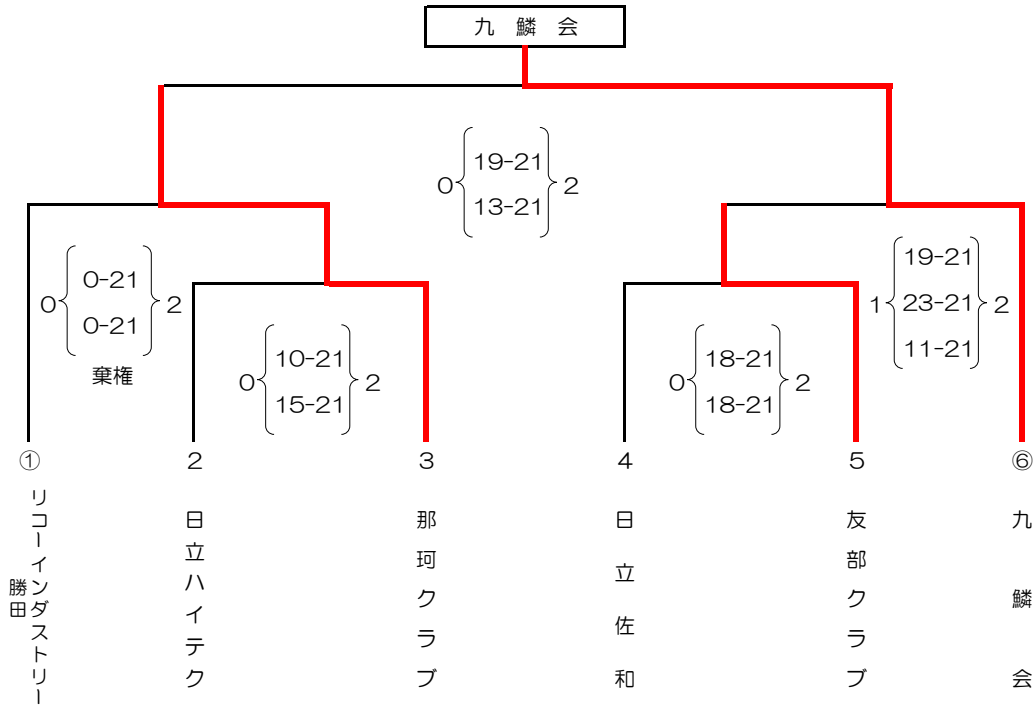 九 鱗 会
0 19-21 2
13-21
0 0-21 2
0-21
棄権
0 10-21 2
15-21
0 18-21 2
18-21
1 19-21 2
23-21
11-21
① 2 3 4 5 ⑥
リコーインダストリー
勝田
日立ハイテク
那珂クラブ
日立佐和
友部クラブ
九鱗会